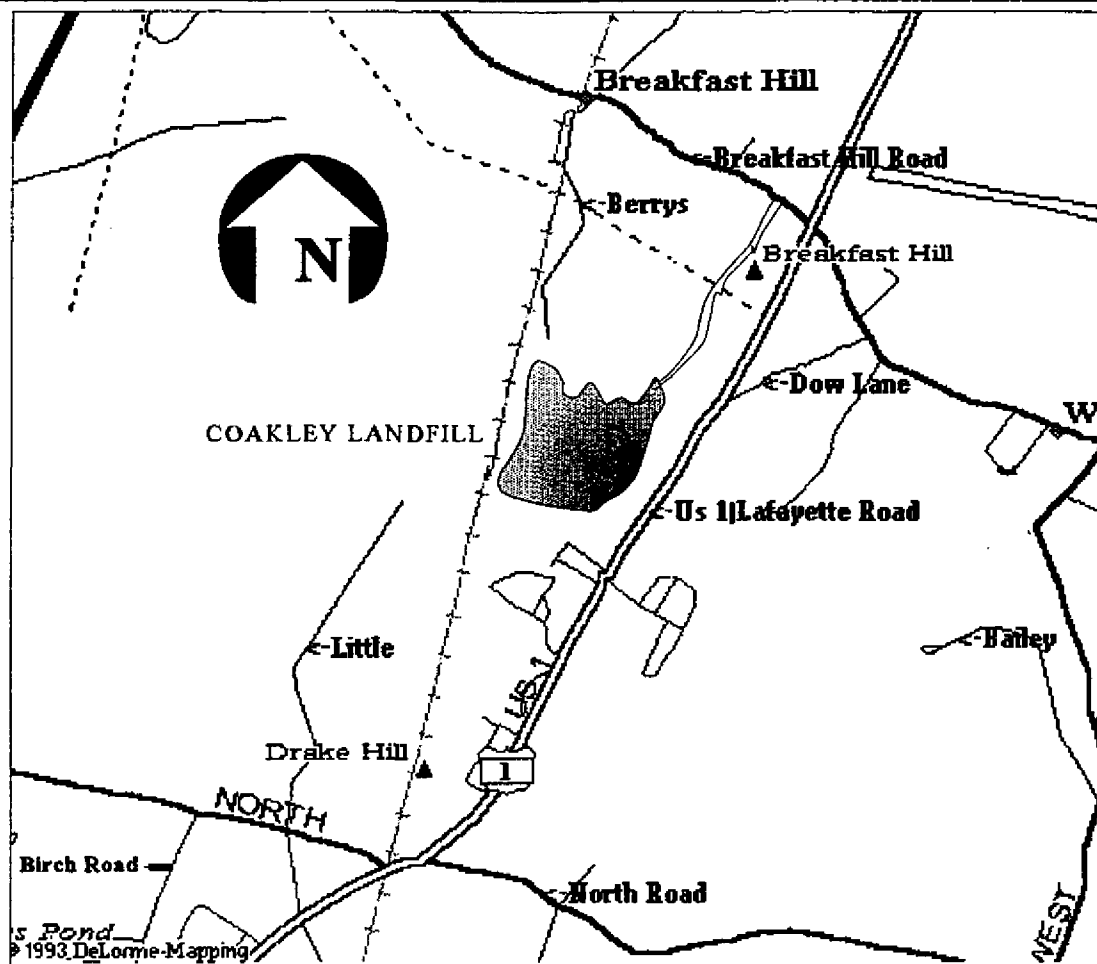 Breakfast Hill
<-Breakfast Hill Road
<-Berrys
N
Breakfast Hill
<-Dow Lane
W
COAKLEY LANDFILL
<-Us 1|Lafayette Road
<-Little
<-Bailey
US 1
Drake Hill
1
NORTH
Birch Road
<-North Road
WEST
s Pond
© 1993 DeLorme Mapping